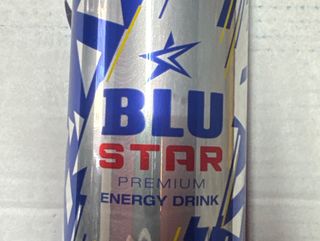 BLU
STAR
PREMIUM
ENERGY DRINK